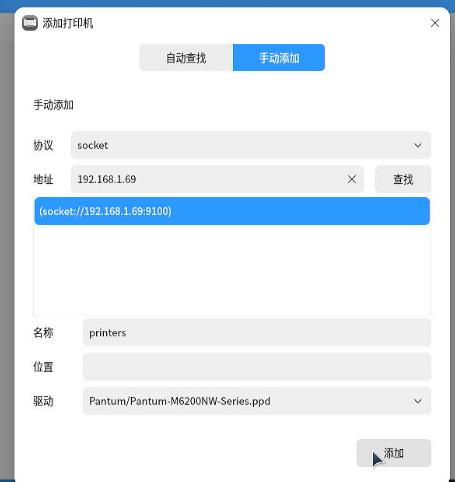 添加打印机
自动查找 手动添加
手动添加
协议 socket
地址 192.168.1.69 查找
(socket://192.168.1.69:9100)
名称 printers
位置
驱动 Pantum/Pantum-M6200NW-Series.ppd
添加